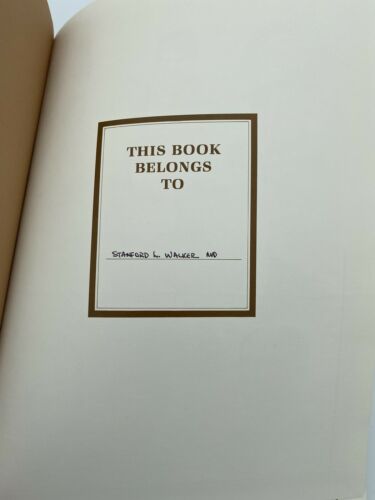 THIS BOOK
BELONGS
TO
STANFORD L. WALKER MD